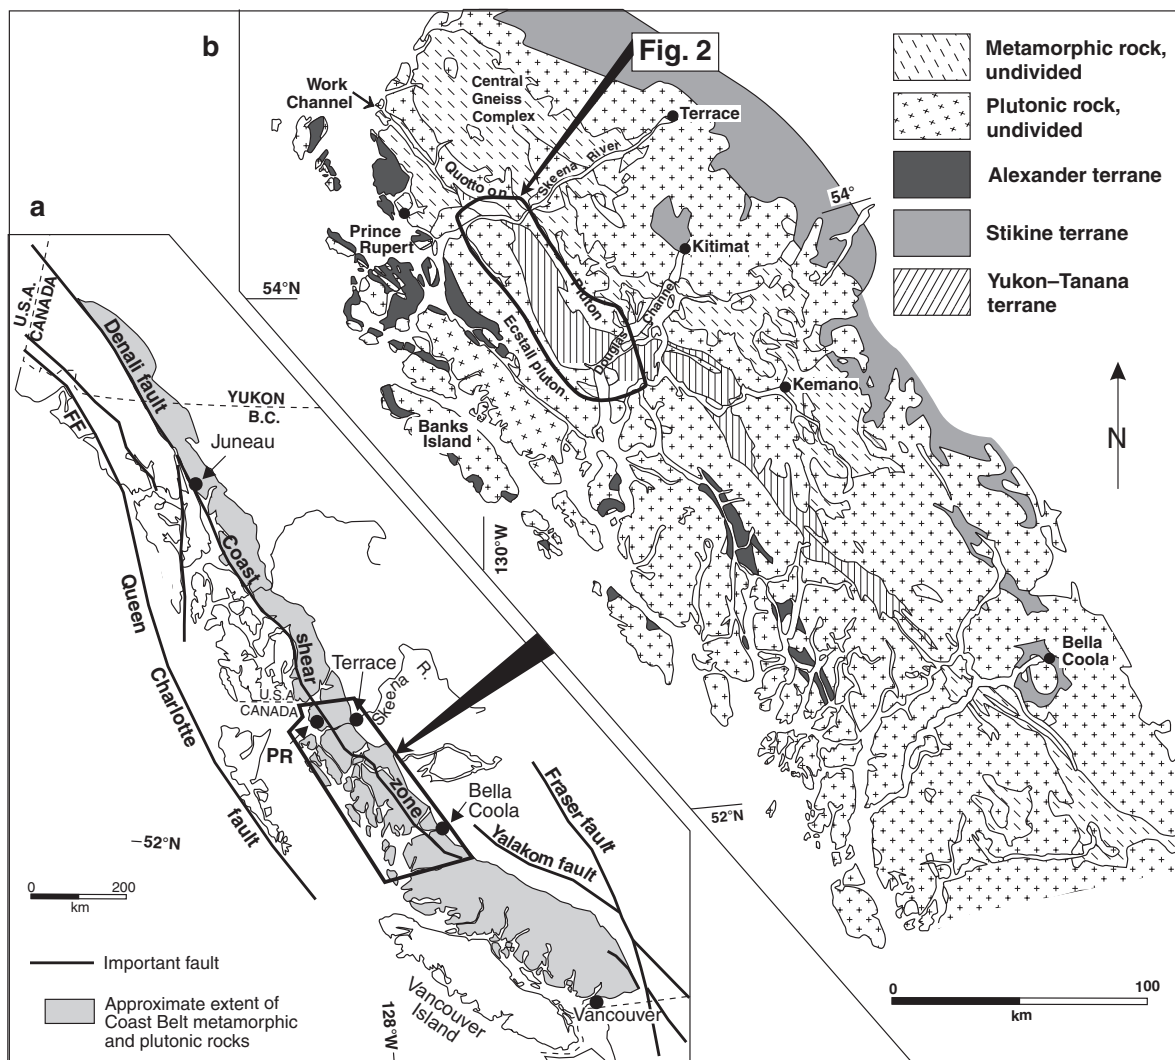 b
Fig. 2
Work
Channel
Central
Gneiss
Complex
Terrace
Skeena River
Quotto on
Prince
Rupert
Kitimat
54°
54°N
Pluton
Douglas Channel
Ecstall pluton
Kemano
Banks
Island
130°W
Bella
Coola
52°N
N
0 100
km
Metamorphic rock,
undivided
Plutonic rock,
undivided
Alexander terrane
Stikine terrane
Yukon–Tanana
terrane
a
U.S.A.
CANADA
Denali fault
YUKON
B.C.
FF
Juneau
Coast
shear
zone
Queen
Charlotte
fault
Terrace
Skeena R.
U.S.A.
CANADA
PR
Bella
Coola
Fraser fault
Yalakom fault
52°N
0 200
km
Important fault
Approximate extent of
Coast Belt metamorphic
and plutonic rocks
Vancouver
Island
128°W
Vancouver